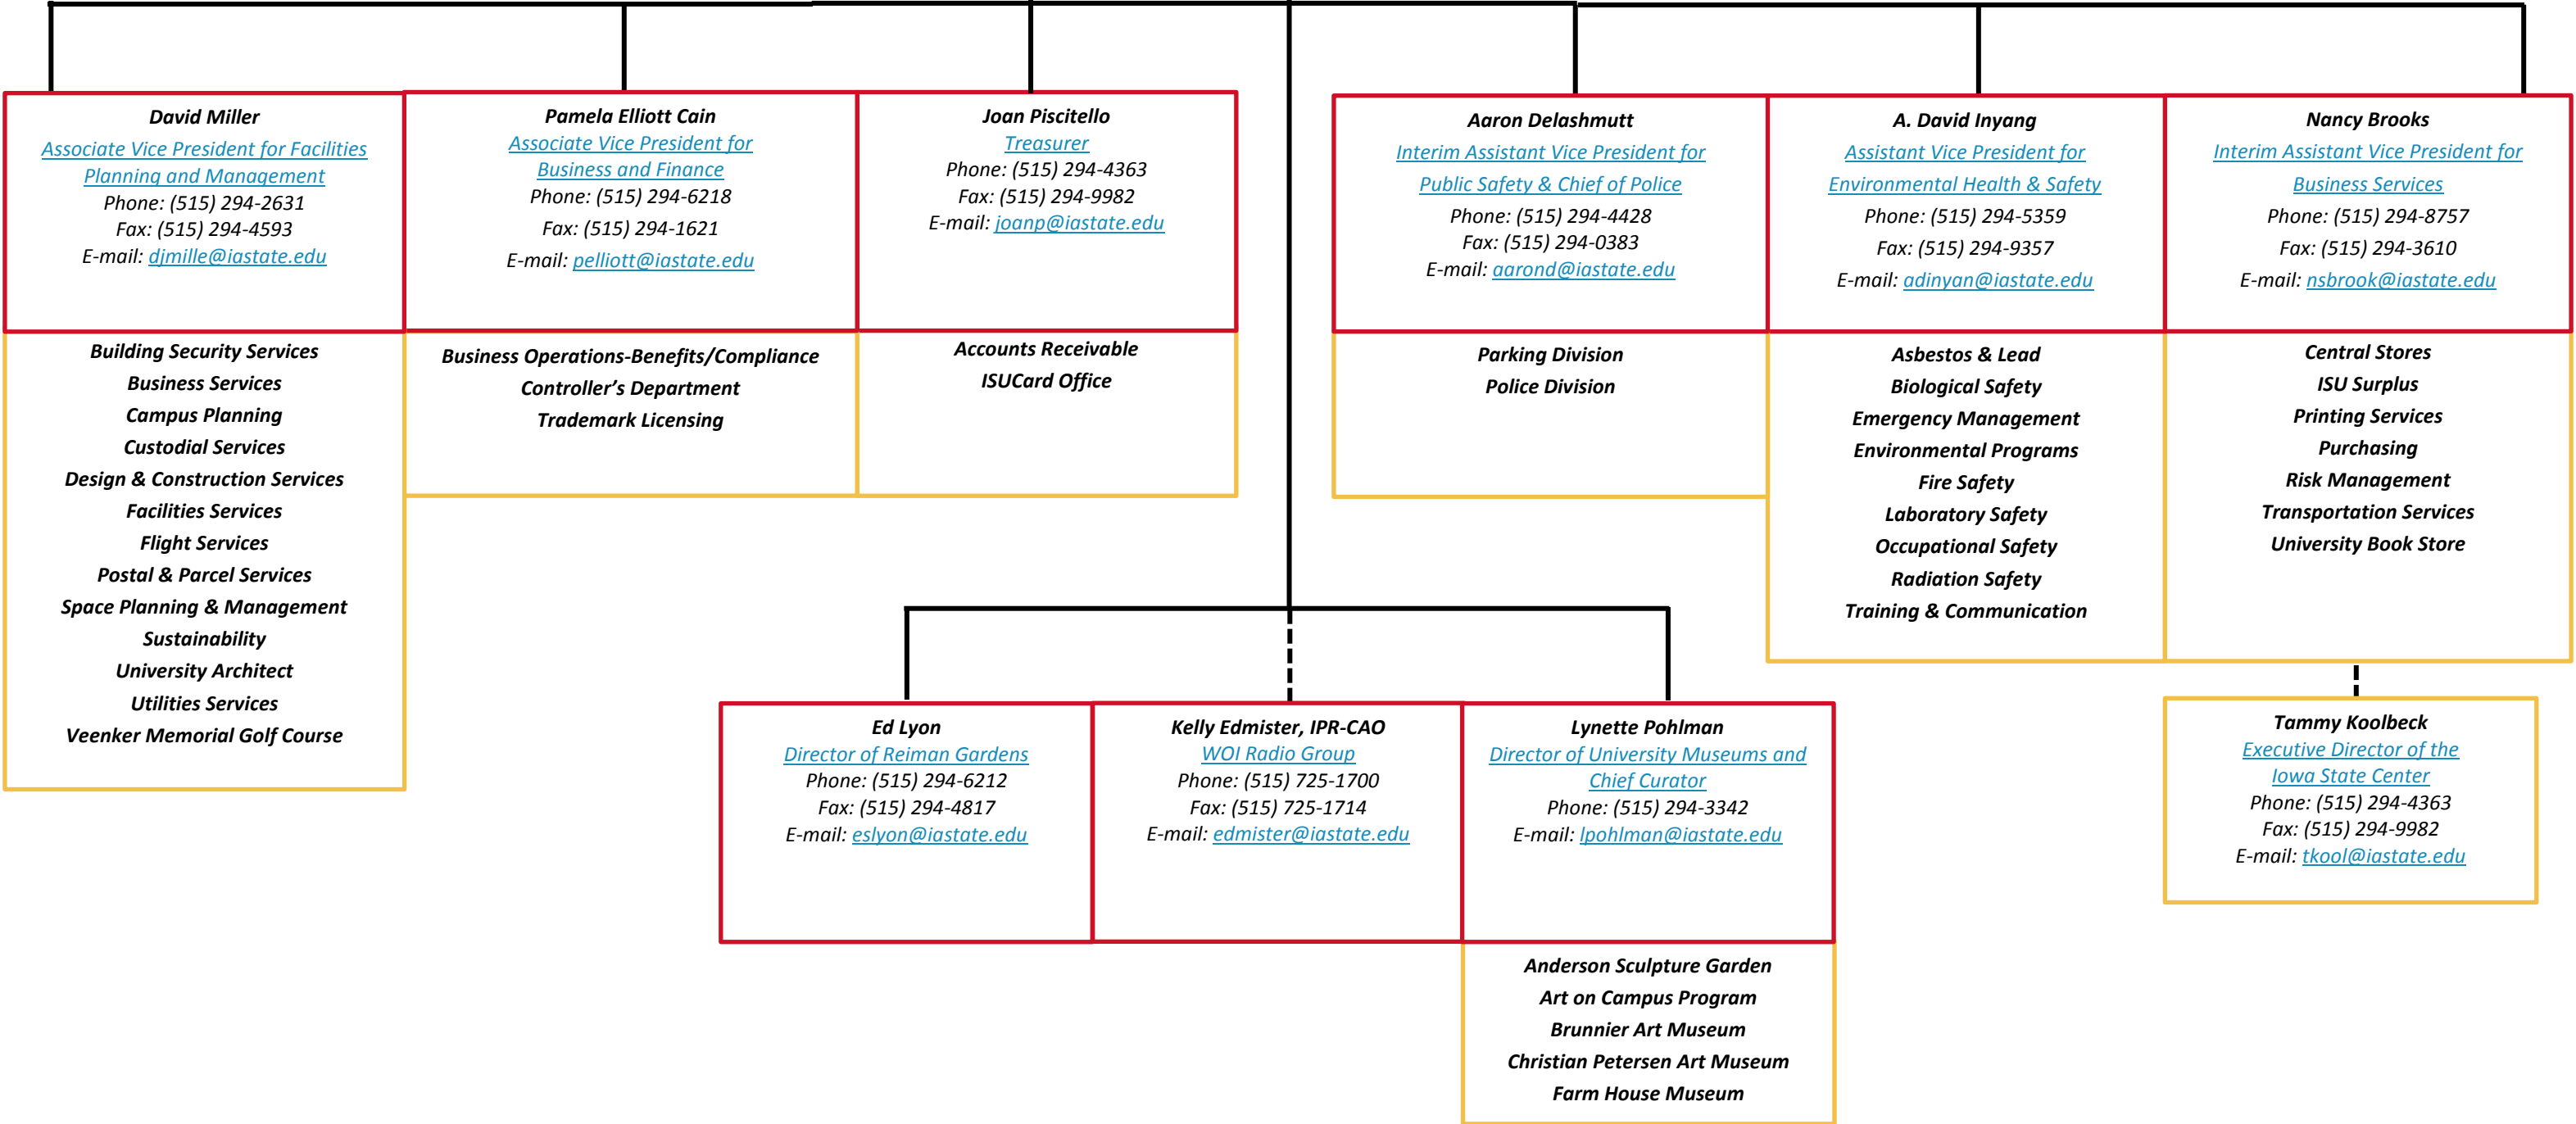 David Miller
Associate Vice President for Facilities
Planning and Management
Phone: (515) 294-2631
Fax: (515) 294-4593
E-mail: djmille@iastate.edu
Building Security Services
Business Services
Campus Planning
Custodial Services
Design & Construction Services
Facilities Services
Flight Services
Postal & Parcel Services
Space Planning & Management
Sustainability
University Architect
Utilities Services
Veenker Memorial Golf Course
Pamela Elliott Cain
Associate Vice President for
Business and Finance
Phone: (515) 294-6218
Fax: (515) 294-1621
E-mail: pelliott@iastate.edu
Business Operations-Benefits/Compliance
Controller’s Department
Trademark Licensing
Joan Piscitello
Treasurer
Phone: (515) 294-4363
Fax: (515) 294-9982
E-mail: joanp@iastate.edu
Accounts Receivable
ISUCard Office
Aaron Delashmutt
Interim Assistant Vice President for
Public Safety & Chief of Police
Phone: (515) 294-4428
Fax: (515) 294-0383
E-mail: aarond@iastate.edu
Parking Division
Police Division
A. David Inyang
Assistant Vice President for
Environmental Health & Safety
Phone: (515) 294-5359
Fax: (515) 294-9357
E-mail: adinyan@iastate.edu
Asbestos & Lead
Biological Safety
Emergency Management
Environmental Programs
Fire Safety
Laboratory Safety
Occupational Safety
Radiation Safety
Training & Communication
Nancy Brooks
Interim Assistant Vice President for
Business Services
Phone: (515) 294-8757
Fax: (515) 294-3610
E-mail: nsbrook@iastate.edu
Central Stores
ISU Surplus
Printing Services
Purchasing
Risk Management
Transportation Services
University Book Store
Ed Lyon
Director of Reiman Gardens
Phone: (515) 294-6212
Fax: (515) 294-4817
E-mail: eslyon@iastate.edu
Kelly Edmister, IPR-CAO
WOI Radio Group
Phone: (515) 725-1700
Fax: (515) 725-1714
E-mail: edmister@iastate.edu
Lynette Pohlman
Director of University Museums and
Chief Curator
Phone: (515) 294-3342
E-mail: lpohlman@iastate.edu
Anderson Sculpture Garden
Art on Campus Program
Brunnier Art Museum
Christian Petersen Art Museum
Farm House Museum
Tammy Koolbeck
Executive Director of the
Iowa State Center
Phone: (515) 294-4363
Fax: (515) 294-9982
E-mail: tkool@iastate.edu